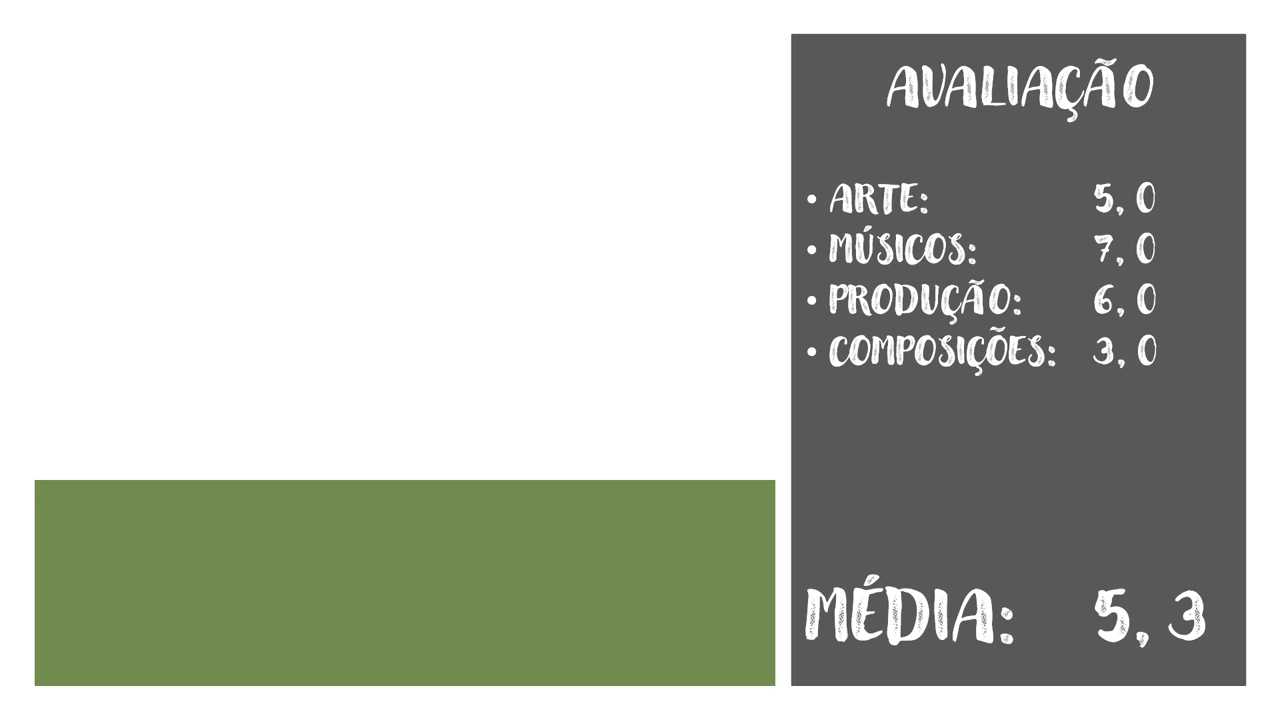 AVALIAÇÃO
• ARTE: 5, 0
• MÚSICOS: 7, 0
• PRODUÇÃO: 6, 0
• COMPOSIÇÕES: 3, 0
MÉDIA: 5, 3